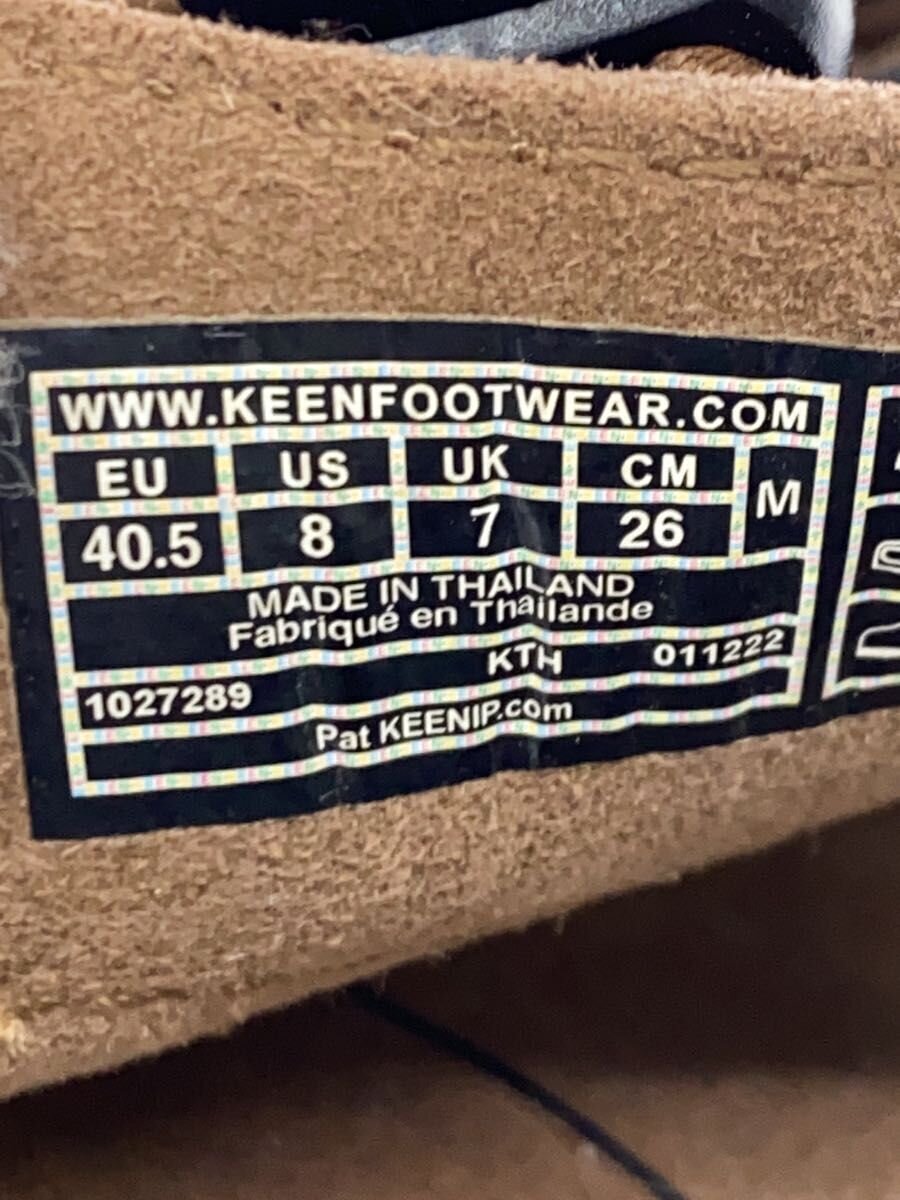 WWW.KEENFOOTWEAR.COM
EU US UK CM M
40.5 8 7 26
MADE IN THAILAND
Fabriqué en Thaïlande
1027289 KTH 011222
Pat KEENIP.com